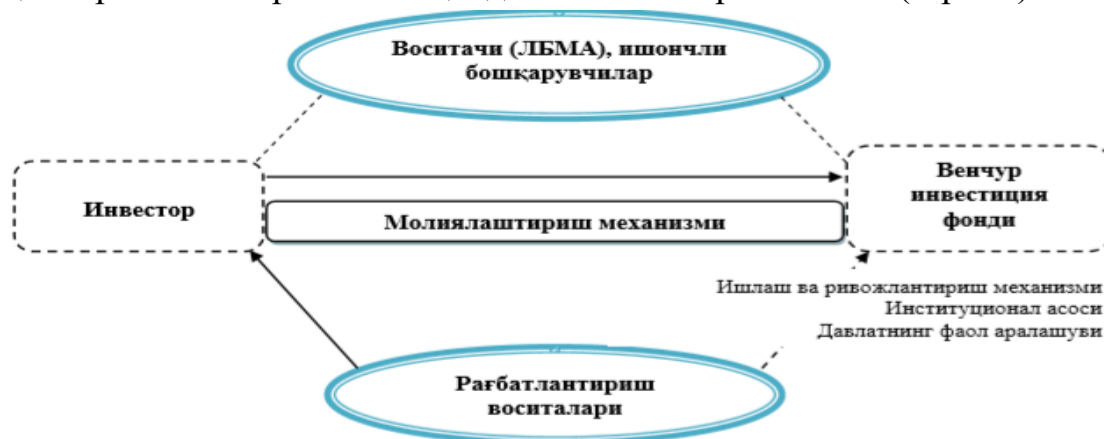 Воситачи (ЛБМА), ишончли
бошқарувчилар
Инвестор
Молиялаштириш механизми
Венчур
инвестиция
фонди
Ишлаш ва ривожлантириш механизми
Институционал асоси
Давлатнинг фаол аралашуви
Рағбатлантириш
воситалари